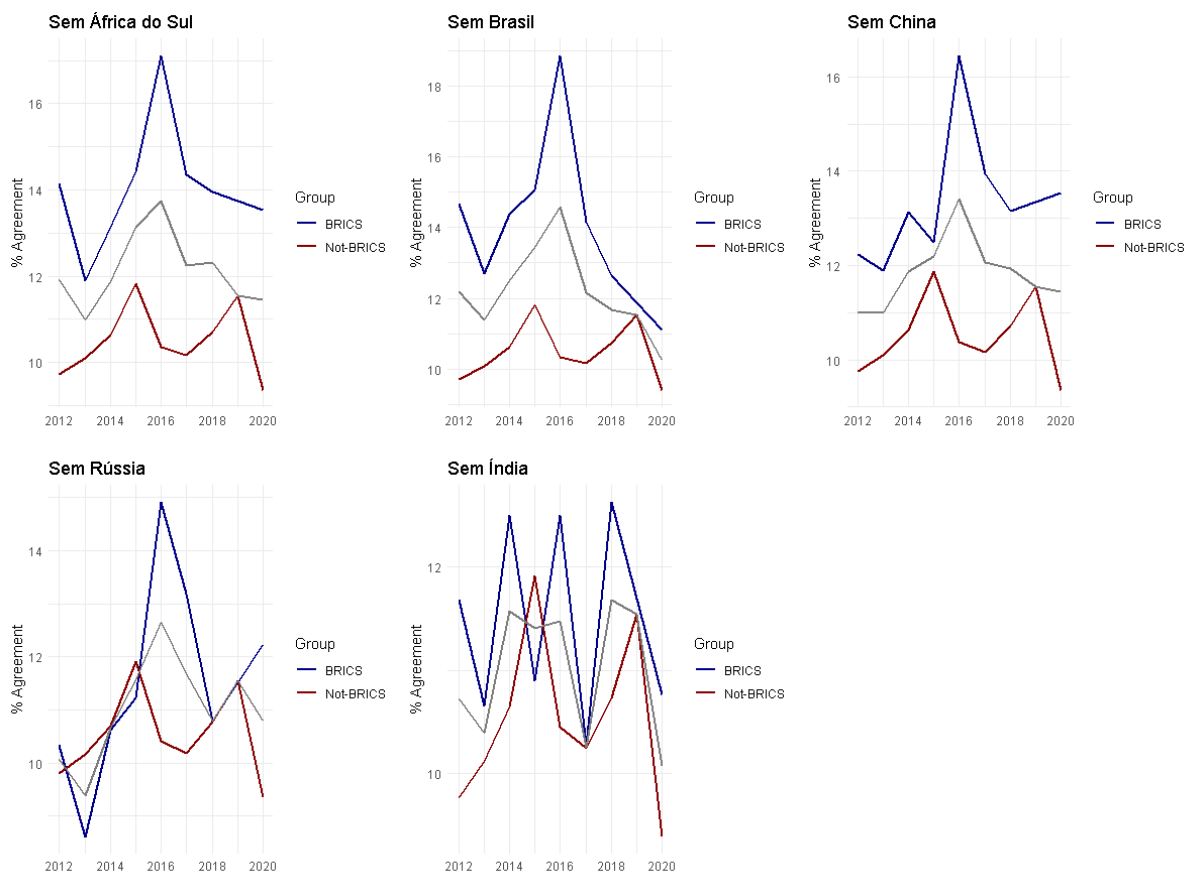 Sem África do Sul
% Agreement
16
14
12
10
2012 2014 2016 2018 2020
Group
BRICS
Not-BRICS
Sem Brasil
% Agreement
18
16
14
12
10
2012 2014 2016 2018 2020
Group
BRICS
Not-BRICS
Sem China
% Agreement
16
14
12
10
2012 2014 2016 2018 2020
Group
BRICS
Not-BRICS
Sem Rússia
% Agreement
14
12
10
2012 2014 2016 2018 2020
Group
BRICS
Not-BRICS
Sem Índia
% Agreement
12
10
2012 2014 2016 2018 2020
Group
BRICS
Not-BRICS